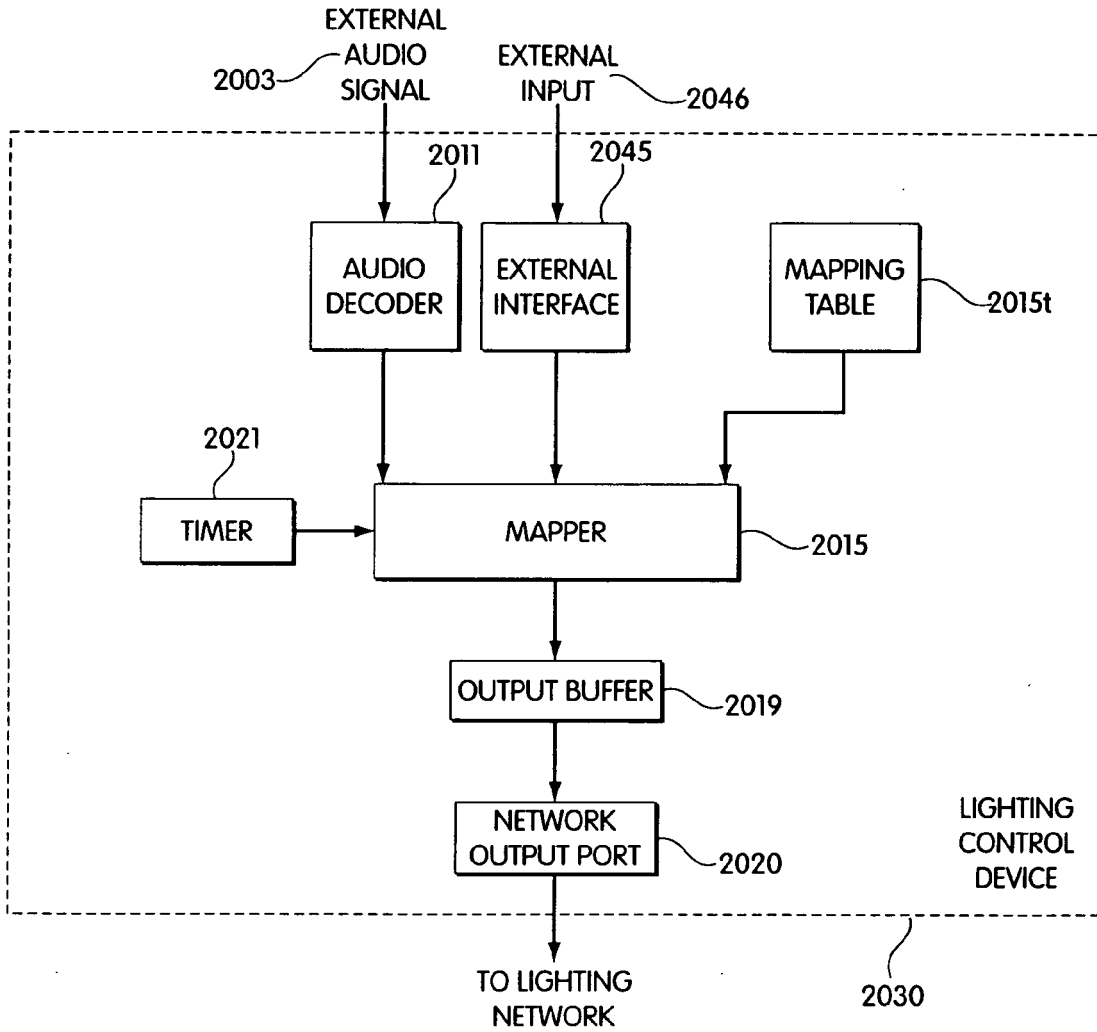 EXTERNAL
AUDIO
SIGNAL
2003
EXTERNAL
INPUT
2046
2011
2045
AUDIO
DECODER
EXTERNAL
INTERFACE
MAPPING
TABLE
2015t
2021
TIMER
MAPPER
2015
OUTPUT BUFFER
2019
NETWORK
OUTPUT PORT
2020
LIGHTING
CONTROL
DEVICE
2030
TO LIGHTING
NETWORK